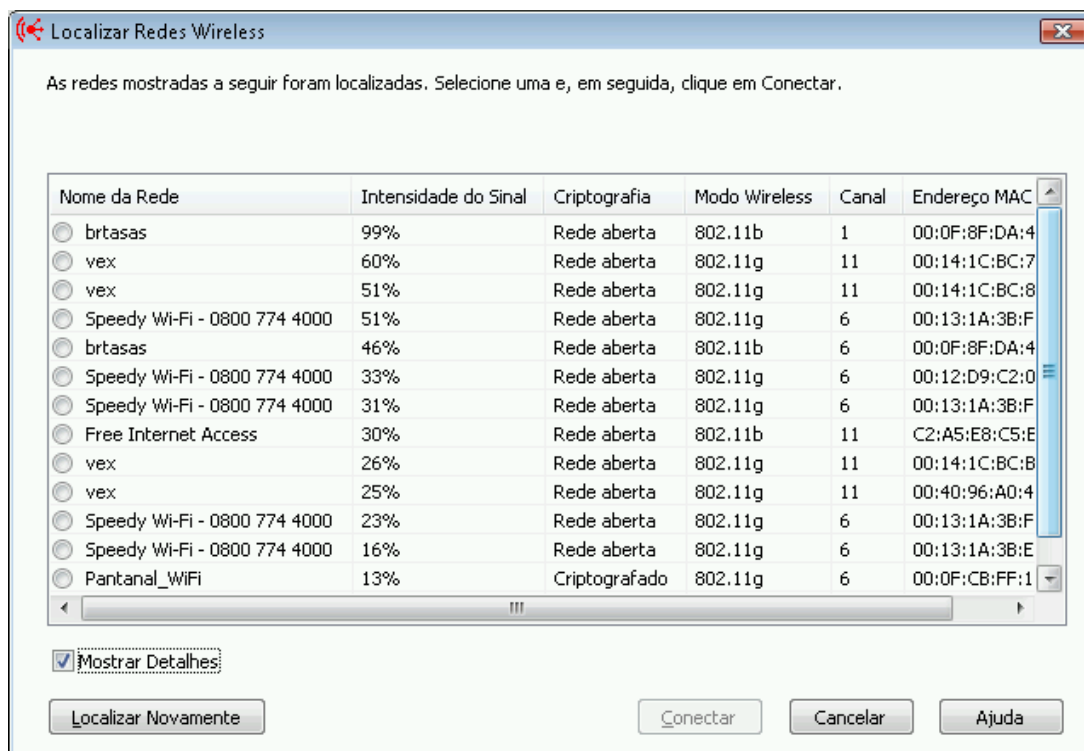 Localizar Redes Wireless
As redes mostradas a seguir foram localizadas. Selecione uma e, em seguida, clique em Conectar.
Nome da Rede Intensidade do Sinal Criptografia Modo Wireless Canal Endereço MAC
brtasas 99% Rede aberta 802.11b 1 00:0F:8F:DA:4
vex 60% Rede aberta 802.11g 11 00:14:1C:BC:7
vex 51% Rede aberta 802.11g 11 00:14:1C:BC:8
Speedy Wi-Fi - 0800 774 4000 51% Rede aberta 802.11g 6 00:13:1A:3B:F
brtasas 46% Rede aberta 802.11b 6 00:0F:8F:DA:4
Speedy Wi-Fi - 0800 774 4000 33% Rede aberta 802.11g 6 00:12:D9:C2:0
Speedy Wi-Fi - 0800 774 4000 31% Rede aberta 802.11g 6 00:13:1A:3B:F
Free Internet Access 30% Rede aberta 802.11b 11 C2:A5:E8:C5:E
vex 26% Rede aberta 802.11g 11 00:14:1C:BC:B
vex 25% Rede aberta 802.11g 11 00:40:96:A0:4
Speedy Wi-Fi - 0800 774 4000 23% Rede aberta 802.11g 6 00:13:1A:3B:F
Speedy Wi-Fi - 0800 774 4000 16% Rede aberta 802.11g 6 00:13:1A:3B:E
Pantanal_WiFi 13% Criptografado 802.11g 6 00:0F:CB:FF:1
Mostrar Detalhes
Localizar Novamente Conectar Cancelar Ajuda